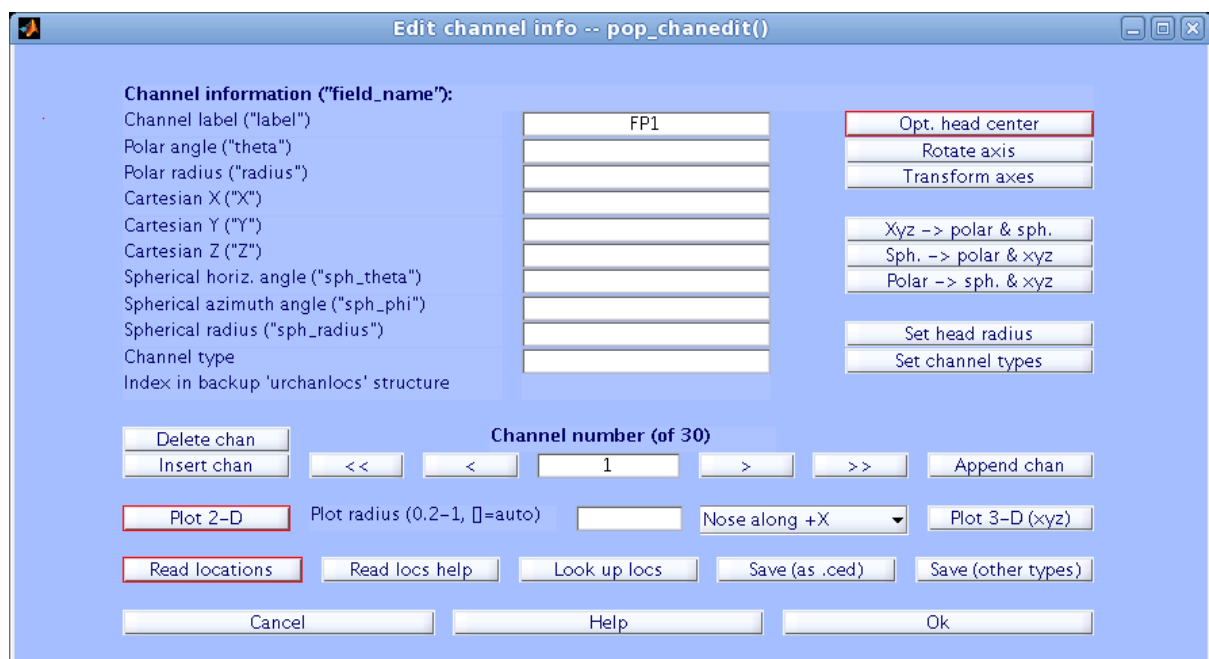 Edit channel info -- pop_chanedit()
Channel information ("field_name"):
Channel label ("label") FP1 Opt. head center
Polar angle ("theta") Rotate axis
Polar radius ("radius") Transform axes
Cartesian X ("X")
Cartesian Y ("Y") Xyz -> polar & sph.
Cartesian Z ("Z") Sph. -> polar & xyz
Spherical horiz. angle ("sph_theta") Polar -> sph. & xyz
Spherical azimuth angle ("sph_phi")
Spherical radius ("sph_radius") Set head radius
Channel type Set channel types
Index in backup 'urchanlocs' structure
Delete chan Channel number (of 30)
Insert chan << < 1 > >> Append chan
Plot 2-D Plot radius (0.2-1, []=auto) Nose along +X Plot 3-D (xyz)
Read locations Read locs help Look up locs Save (as .ced) Save (other types)
Cancel Help Ok